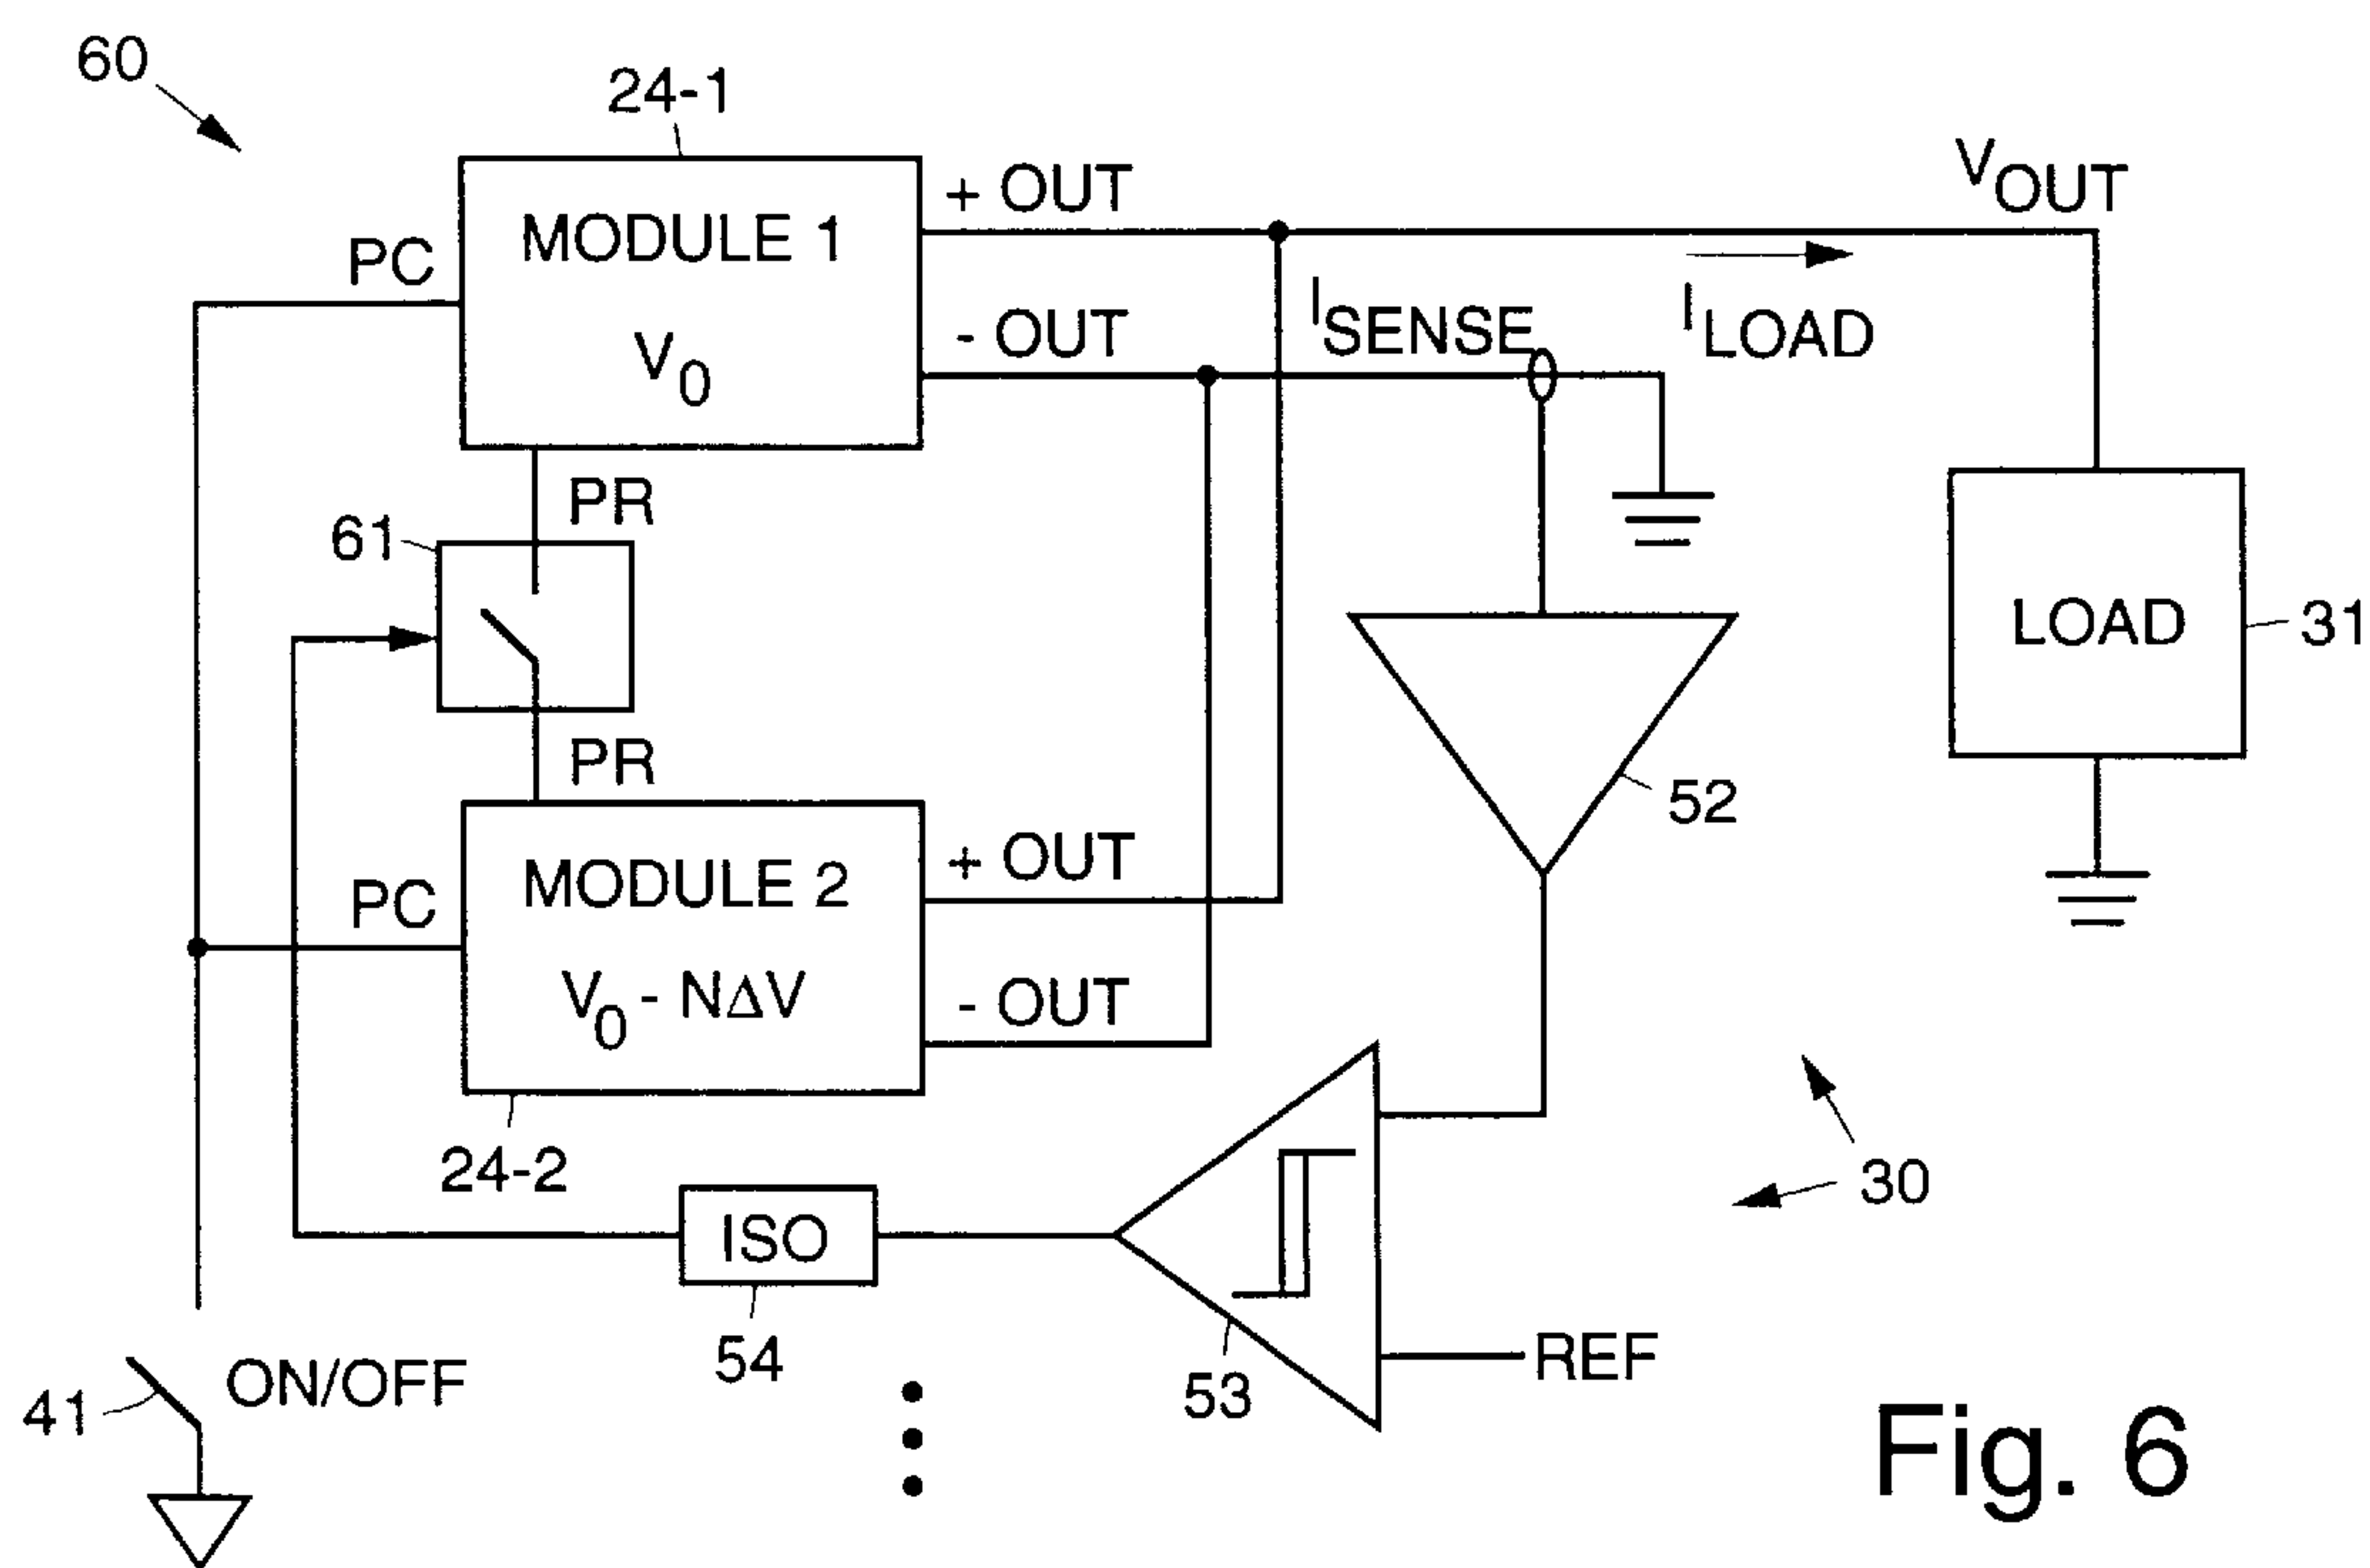 60
24-1
MODULE 1
V0
PC
+ OUT
- OUT
VOUT
ISENSE
ILOAD
PR
61
LOAD
31
PR
52
MODULE 2
V0 - NΔV
PC
+ OUT
- OUT
24-2
30
ISO
54
53
REF
41
ON/OFF
Fig. 6